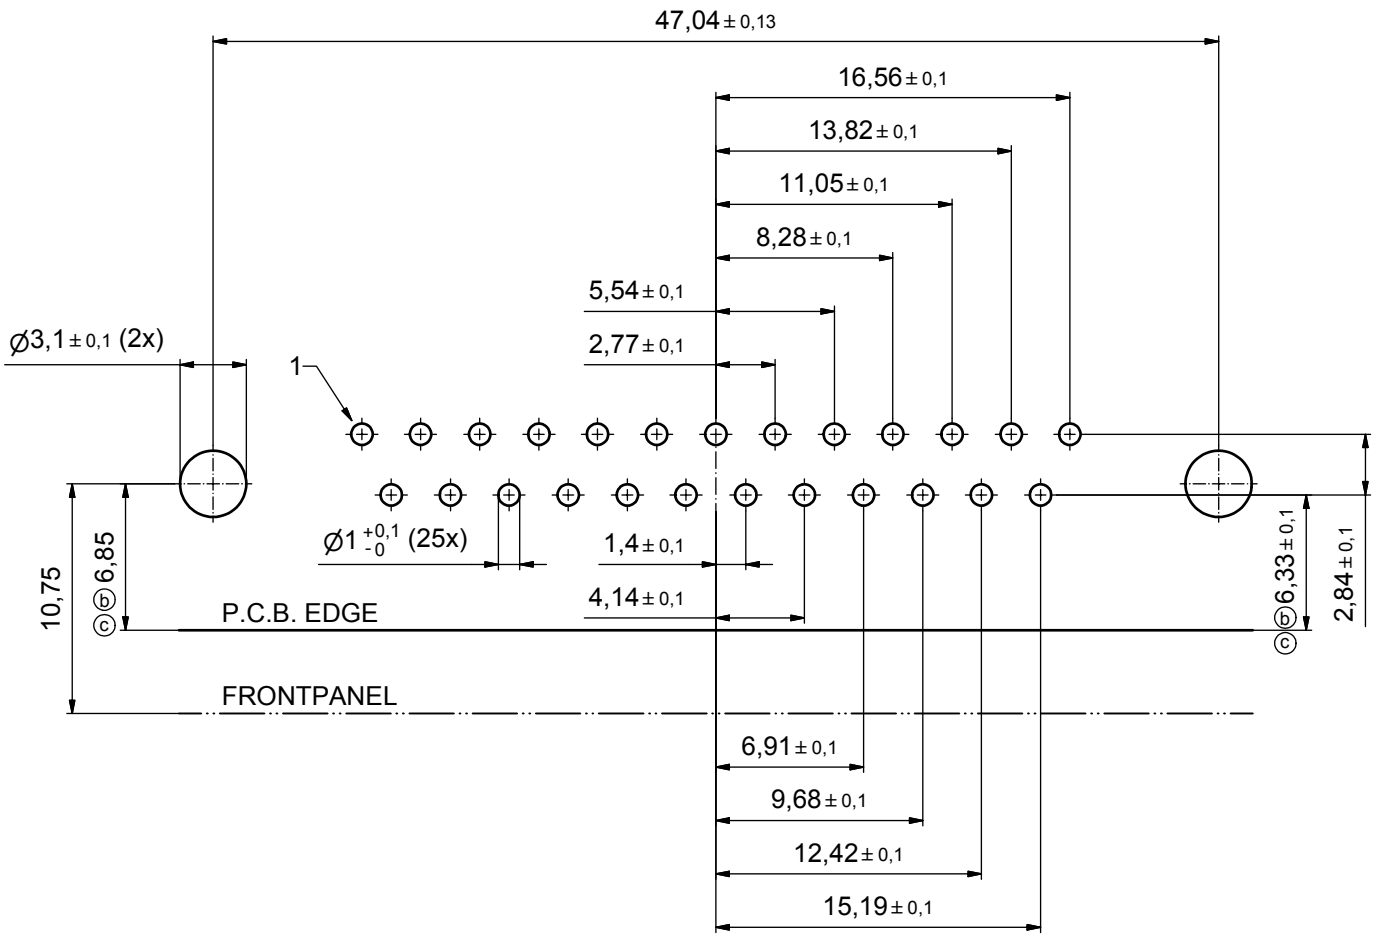 47,04 ± 0,13
16,56 ± 0,1
13,82 ± 0,1
11,05 ± 0,1
8,28 ± 0,1
5,54 ± 0,1
2,77 ± 0,1
Ø3,1 ± 0,1 (2x)
1
Ø1 +0,1 -0 (25x)
1,4 ± 0,1
4,14 ± 0,1
10,75
ⓒ ⓑ 6,85
ⓒ ⓑ 6,33 ± 0,1
2,84 ± 0,1
P.C.B. EDGE
FRONTPANEL
6,91 ± 0,1
9,68 ± 0,1
12,42 ± 0,1
15,19 ± 0,1